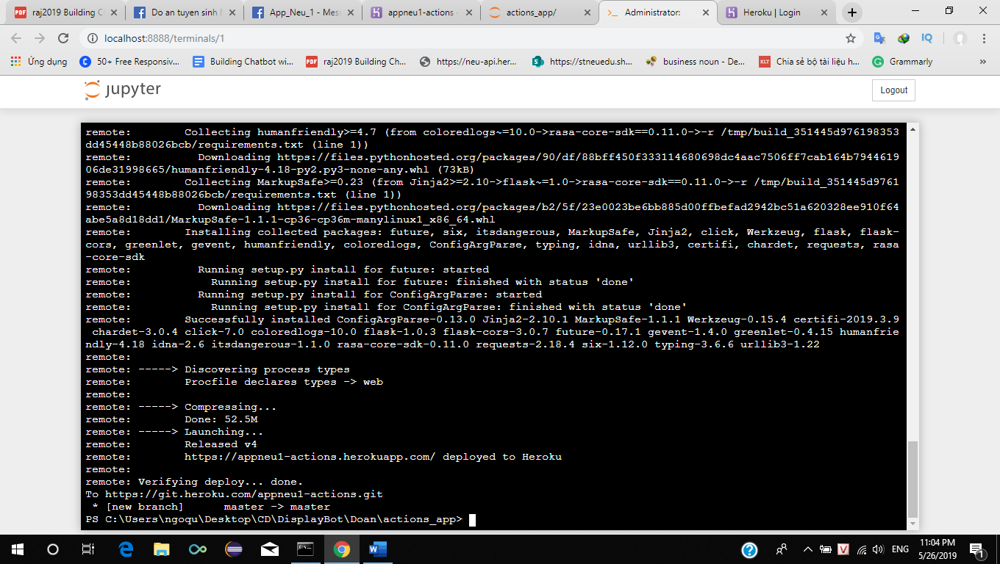 raj2019 Building C
Do an tuyen sinh
App_Neu_1 - Mes
appneu1-actions
actions_app/
Administrator:
Heroku | Login
localhost:8888/terminals/1
Ứng dụng
50+ Free Responsiv...
Building Chatbot wi...
PDF raj2019 Building Ch...
https://neu-api.her...
https://stneuedu.sh...
business noun - De...
KLT Chia sẻ bộ tài liệu h...
Grammarly
»
jupyter
Logout
remote:        Collecting humanfriendly>=4.7 (from coloredlogs~=10.0->rasa-core-sdk==0.11.0->-r /tmp/build_351445d976198353
dd45448b88026bcb/requirements.txt (line 1))
remote:          Downloading https://files.pythonhosted.org/packages/90/df/88bff450f333114680698dc4aac7506ff7cab164b7944619
06de31998665/humanfriendly-4.18-py2.py3-none-any.whl (73kB)
remote:        Collecting MarkupSafe>=0.23 (from Jinja2>=2.10->flask~=1.0->rasa-core-sdk==0.11.0->-r /tmp/build_351445d9761
98353dd45448b88026bcb/requirements.txt (line 1))
remote:          Downloading https://files.pythonhosted.org/packages/b2/5f/23e0023be6bb885d00ffbefad2942bc51a620328ee910f64
abe5a8d18dd1/MarkupSafe-1.1.1-cp36-cp36m-manylinux1_x86_64.whl
remote:        Installing collected packages: future, six, itsdangerous, MarkupSafe, Jinja2, click, Werkzeug, flask, flask-
cors, greenlet, gevent, humanfriendly, coloredlogs, ConfigArgParse, typing, idna, urllib3, certifi, chardet, requests, rasa
-core-sdk
remote:          Running setup.py install for future: started
remote:            Running setup.py install for future: finished with status 'done'
remote:          Running setup.py install for ConfigArgParse: started
remote:            Running setup.py install for ConfigArgParse: finished with status 'done'
remote:        Successfully installed ConfigArgParse-0.13.0 Jinja2-2.10.1 MarkupSafe-1.1.1 Werkzeug-0.15.4 certifi-2019.3.9
 chardet-3.0.4 click-7.0 coloredlogs-10.0 flask-1.0.3 flask-cors-3.0.7 future-0.17.1 gevent-1.4.0 greenlet-0.4.15 humanfrie
ndly-4.18 idna-2.6 itsdangerous-1.1.0 rasa-core-sdk-0.11.0 requests-2.18.4 six-1.12.0 typing-3.6.6 urllib3-1.22
remote:
remote: -----> Discovering process types
remote:        Procfile declares types -> web
remote:
remote: -----> Compressing...
remote:        Done: 52.5M
remote: -----> Launching...
remote:        Released v4
remote:        https://appneu1-actions.herokuapp.com/ deployed to Heroku
remote:
remote: Verifying deploy... done.
To https://git.heroku.com/appneu1-actions.git
 * [new branch]      master -> master
PS C:\Users\ngoqu\Desktop\CD\DisplayBot\Doan\actions_app>
ENG
11:04 PM
5/26/2019
1